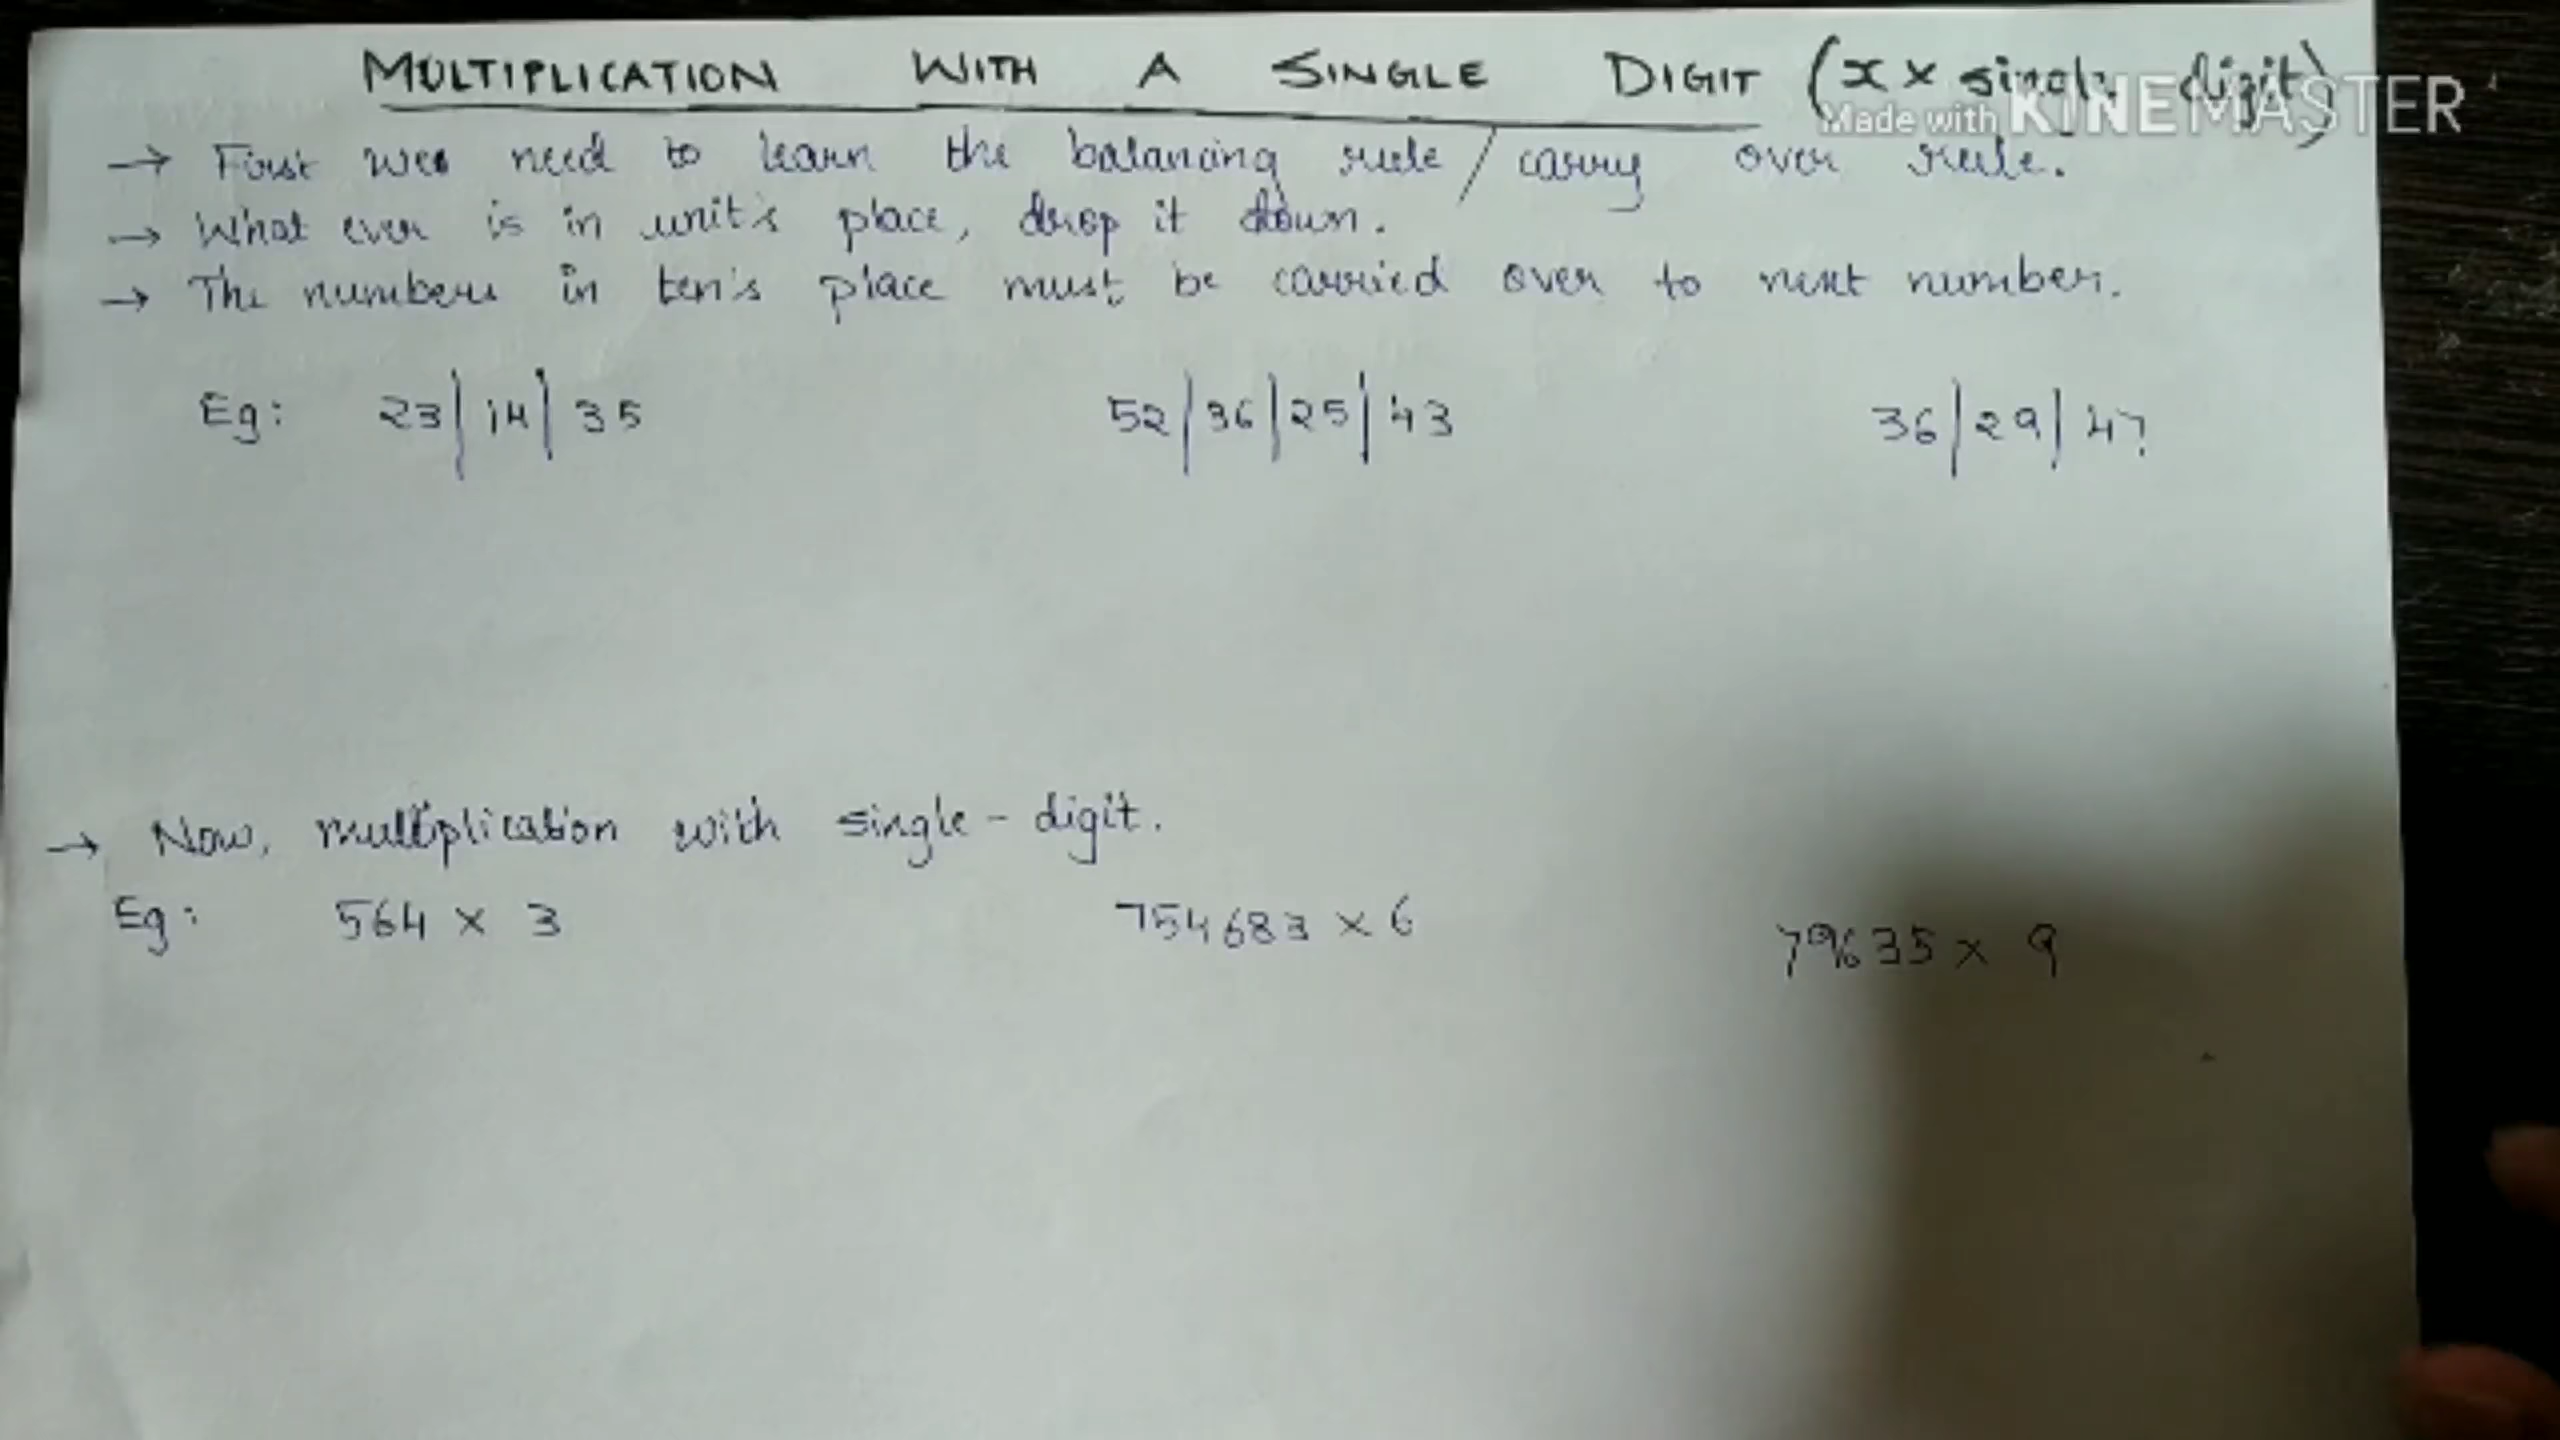 MULTIPLICATION WITH A SINGLE DIGIT (x × single digit)
Made with KINEMASTER
→ First we need to learn the balancing rule / carry over rule.
→ What ever is in unit's place, drop it down.
→ The numbers in ten's place must be carried over to next number.
Eg: 23|14|35 52|36|25|43 36|29|47
→ Now, multiplication with single-digit.
Eg: 564 × 3 754683 × 6 79635 × 9